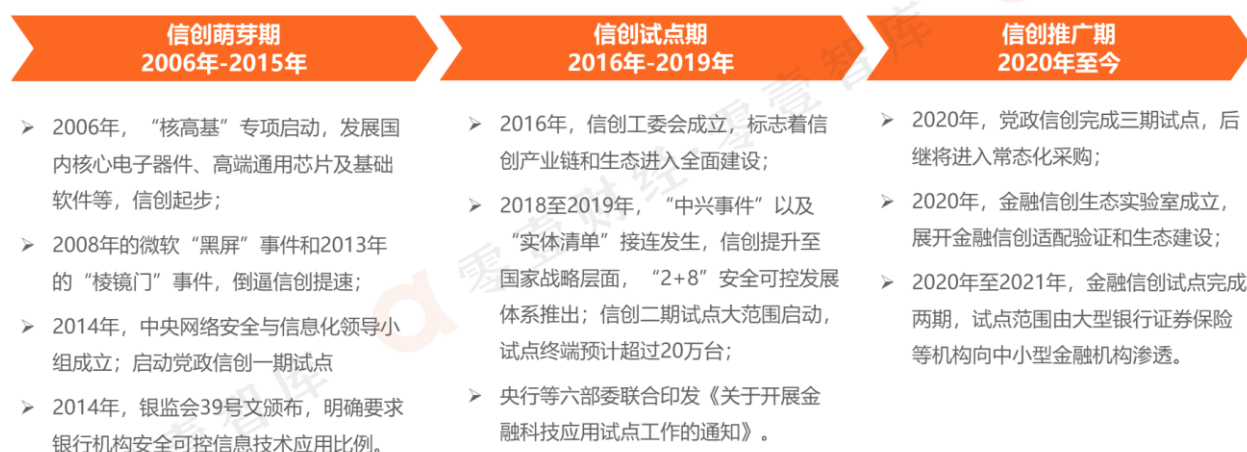 信创萌芽期
2006年-2015年
➢ 2006年，“核高基”专项启动，发展国
内核心电子器件、高端通用芯片及基础
软件等，信创起步；
➢ 2008年的微软“黑屏”事件和2013年
的“棱镜门”事件，倒逼信创提速；
➢ 2014年，中央网络安全与信息化领导小
组成立；启动党政信创一期试点
➢ 2014年，银监会39号文颁布，明确要求
银行机构安全可控信息技术应用比例。
信创试点期
2016年-2019年
➢ 2016年，信创工委会成立，标志着信
创产业链和生态进入全面建设；
➢ 2018至2019年，“中兴事件”以及
“实体清单”接连发生，信创提升至
国家战略层面，“2+8”安全可控发展
体系推出；信创二期试点大范围启动，
试点终端预计超过20万台；
➢ 央行等六部委联合印发《关于开展金
融科技应用试点工作的通知》。
信创推广期
2020年至今
➢ 2020年，党政信创完成三期试点，后
继将进入常态化采购；
➢ 2020年，金融信创生态实验室成立，
展开金融信创适配验证和生态建设；
➢ 2020年至2021年，金融信创试点完成
两期，试点范围由大型银行证券保险
等机构向中小型金融机构渗透。
零壹财经·零壹智库
壹智库